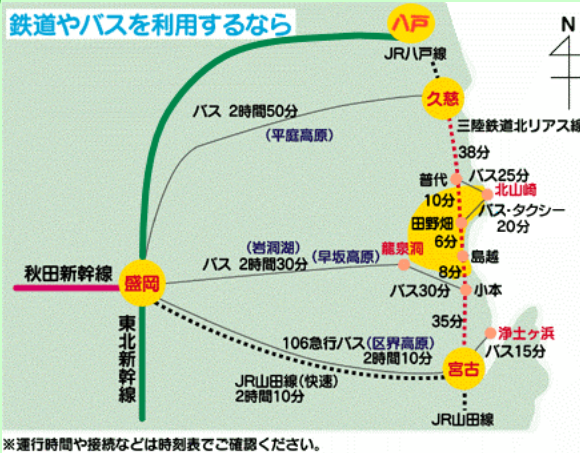 鉄道やバスを利用するなら
八戸
N
JR八戸線
久慈
バス 2時間50分
(平庭高原)
三陸鉄道北リアス線
38分
普代
バス25分
北山崎
10分
バス・タクシー
20分
田野畑
6分
(岩洞湖)
(早坂高原)
龍泉洞
島越
バス 2時間30分
8分
秋田新幹線
盛岡
バス30分
小本
東北新幹線
35分
浄土ヶ浜
106急行バス(区界高原)
2時間10分
バス15分
宮古
JR山田線(快速)
2時間10分
JR山田線
※運行時間や接続などは時刻表でご確認ください。